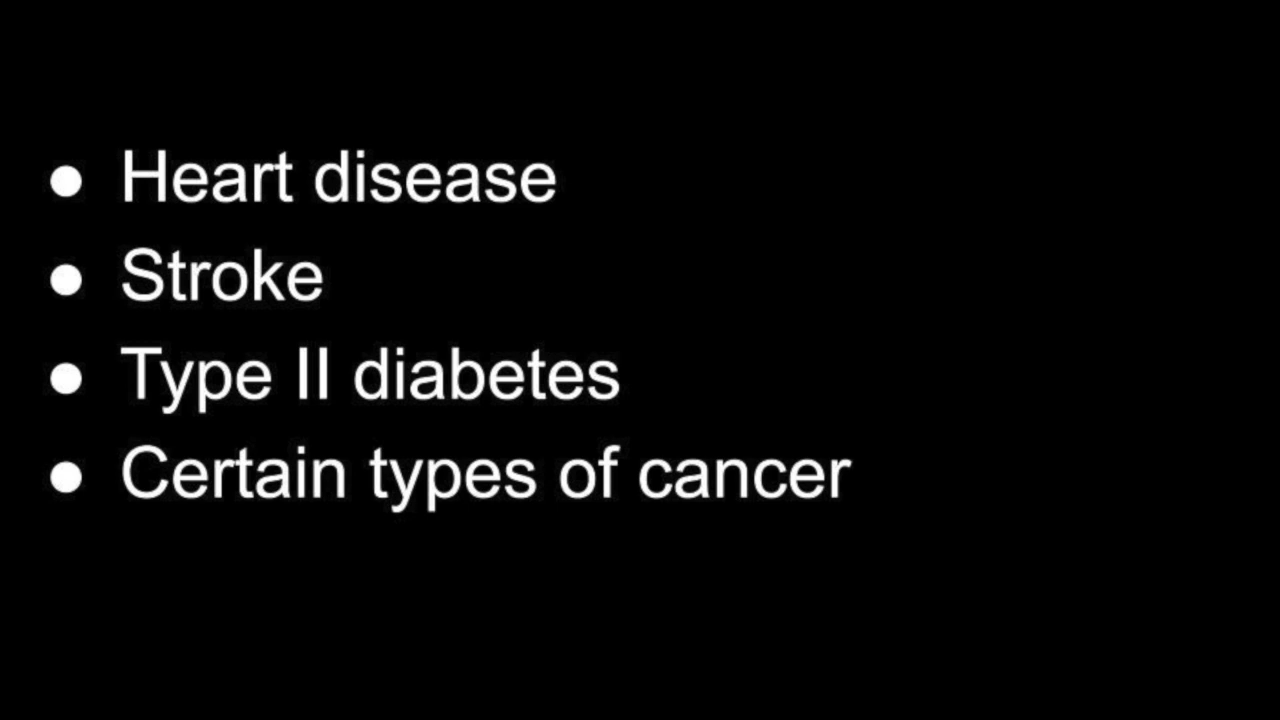 ● Heart disease
● Stroke
● Type II diabetes
● Certain types of cancer